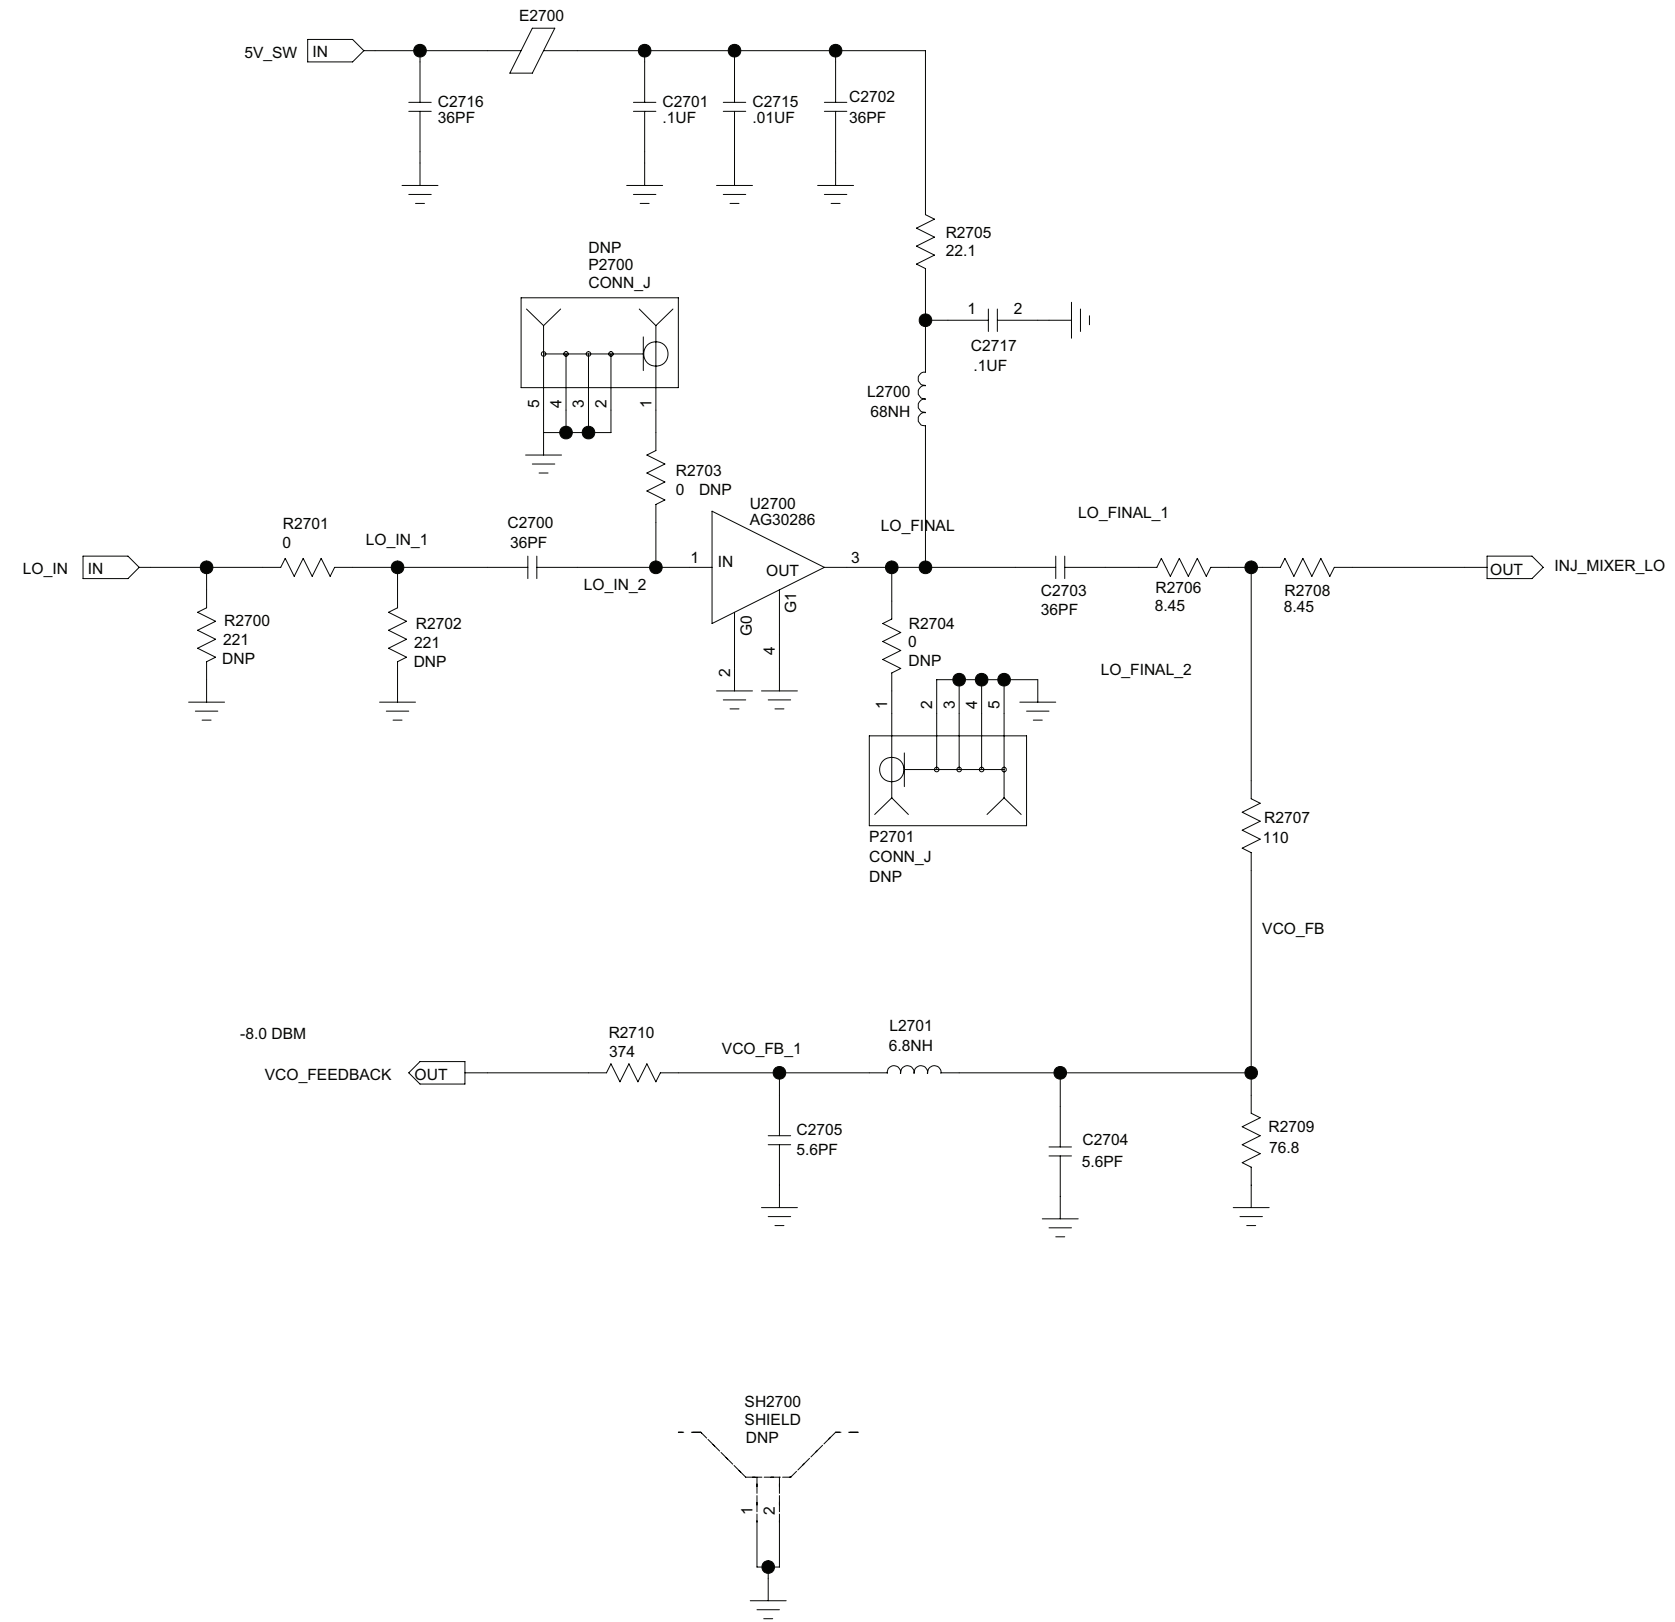 E2700
5V_SW
IN
C2716
36PF
C2701
.1UF
C2715
.01UF
C2702
36PF
R2705
22.1
DNP
P2700
CONN_J
1
2
C2717
.1UF
L2700
68NH
5
4
3
2
1
R2703
0 DNP
U2700
AG30286
LO_FINAL
LO_FINAL_1
R2701
0
LO_IN_1
C2700
36PF
LO_IN
IN
LO_IN_2
1
IN
OUT
3
G0
G1
2
4
C2703
36PF
R2706
8.45
R2708
8.45
OUT
INJ_MIXER_LO
R2700
221
DNP
R2702
221
DNP
R2704
0
DNP
LO_FINAL_2
1
2
3
4
5
P2701
CONN_J
DNP
R2707
110
VCO_FB
-8.0 DBM
VCO_FEEDBACK
OUT
R2710
374
VCO_FB_1
L2701
6.8NH
C2705
5.6PF
C2704
5.6PF
R2709
76.8
SH2700
SHIELD
DNP
1
2